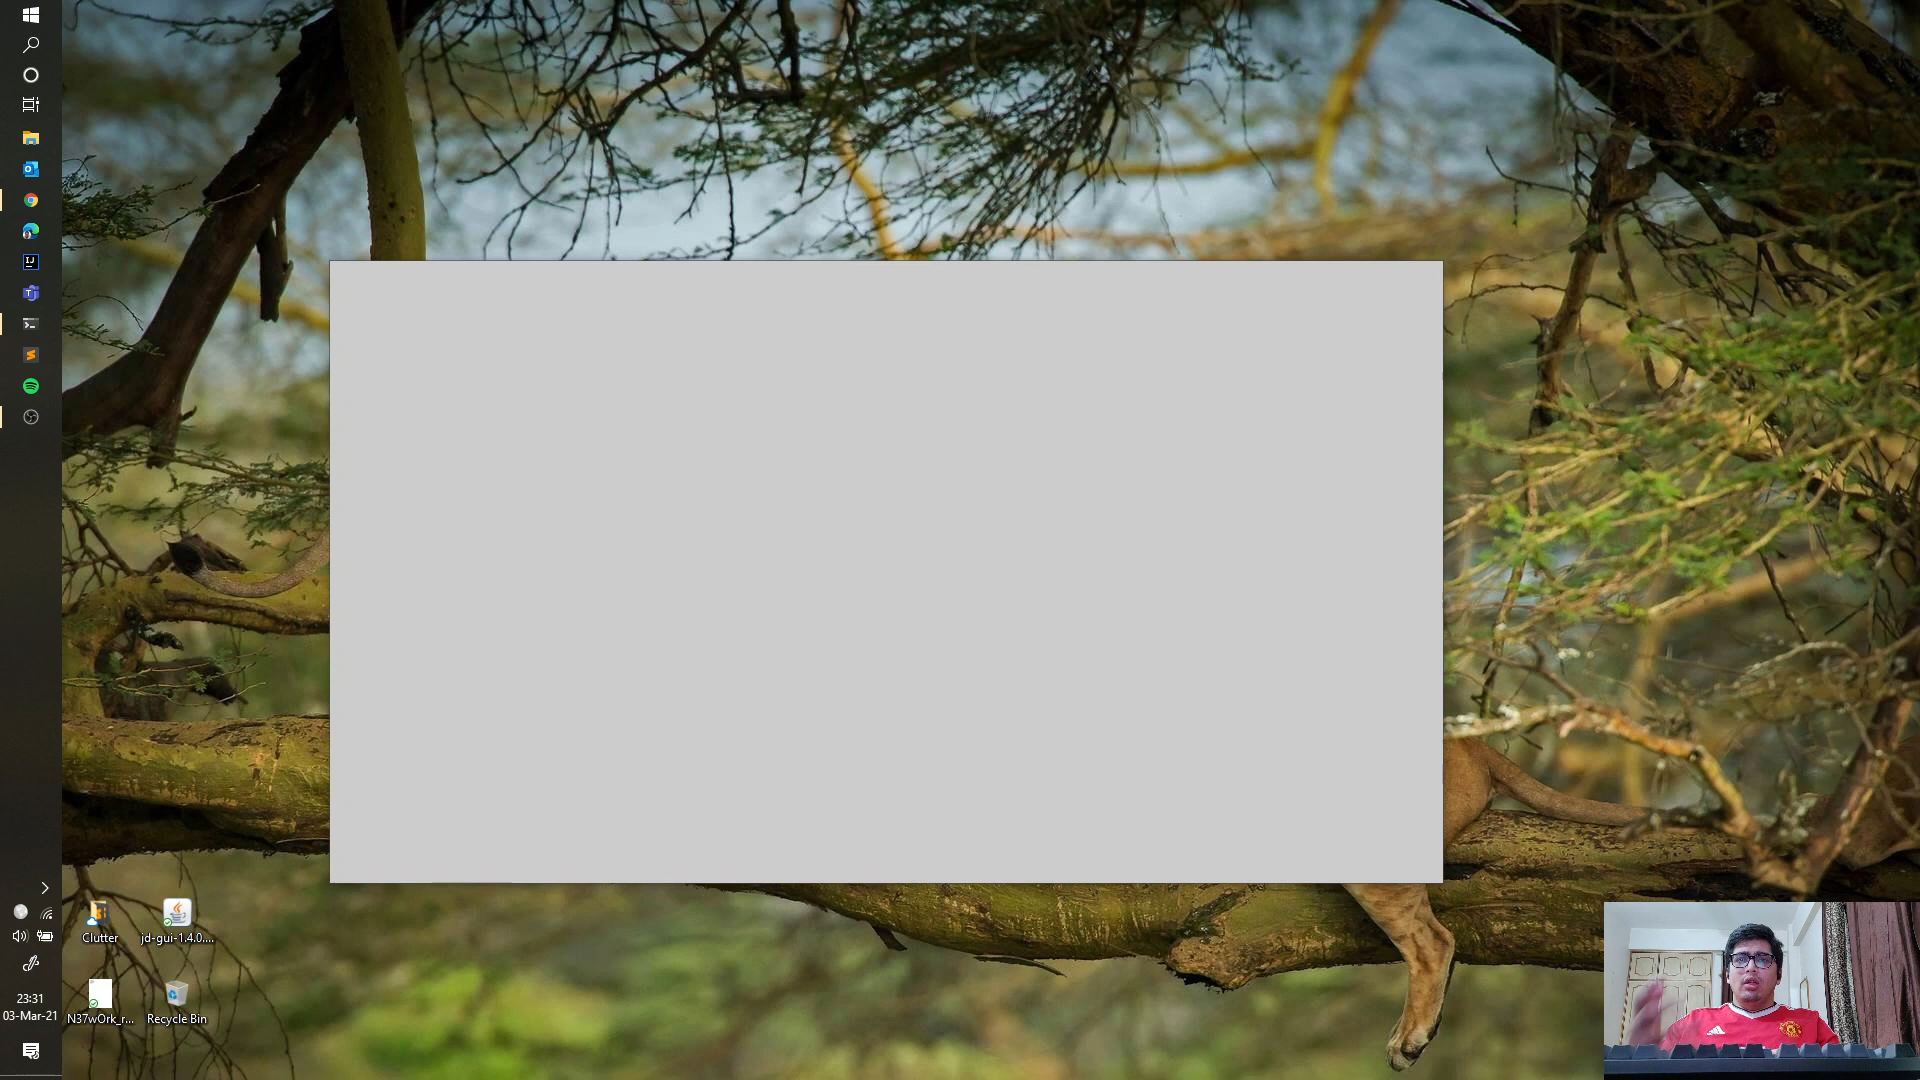 Clutter
jd-gui-1.4.0....
23:31
03-Mar-21
N37wOrk_r...
Recycle Bin